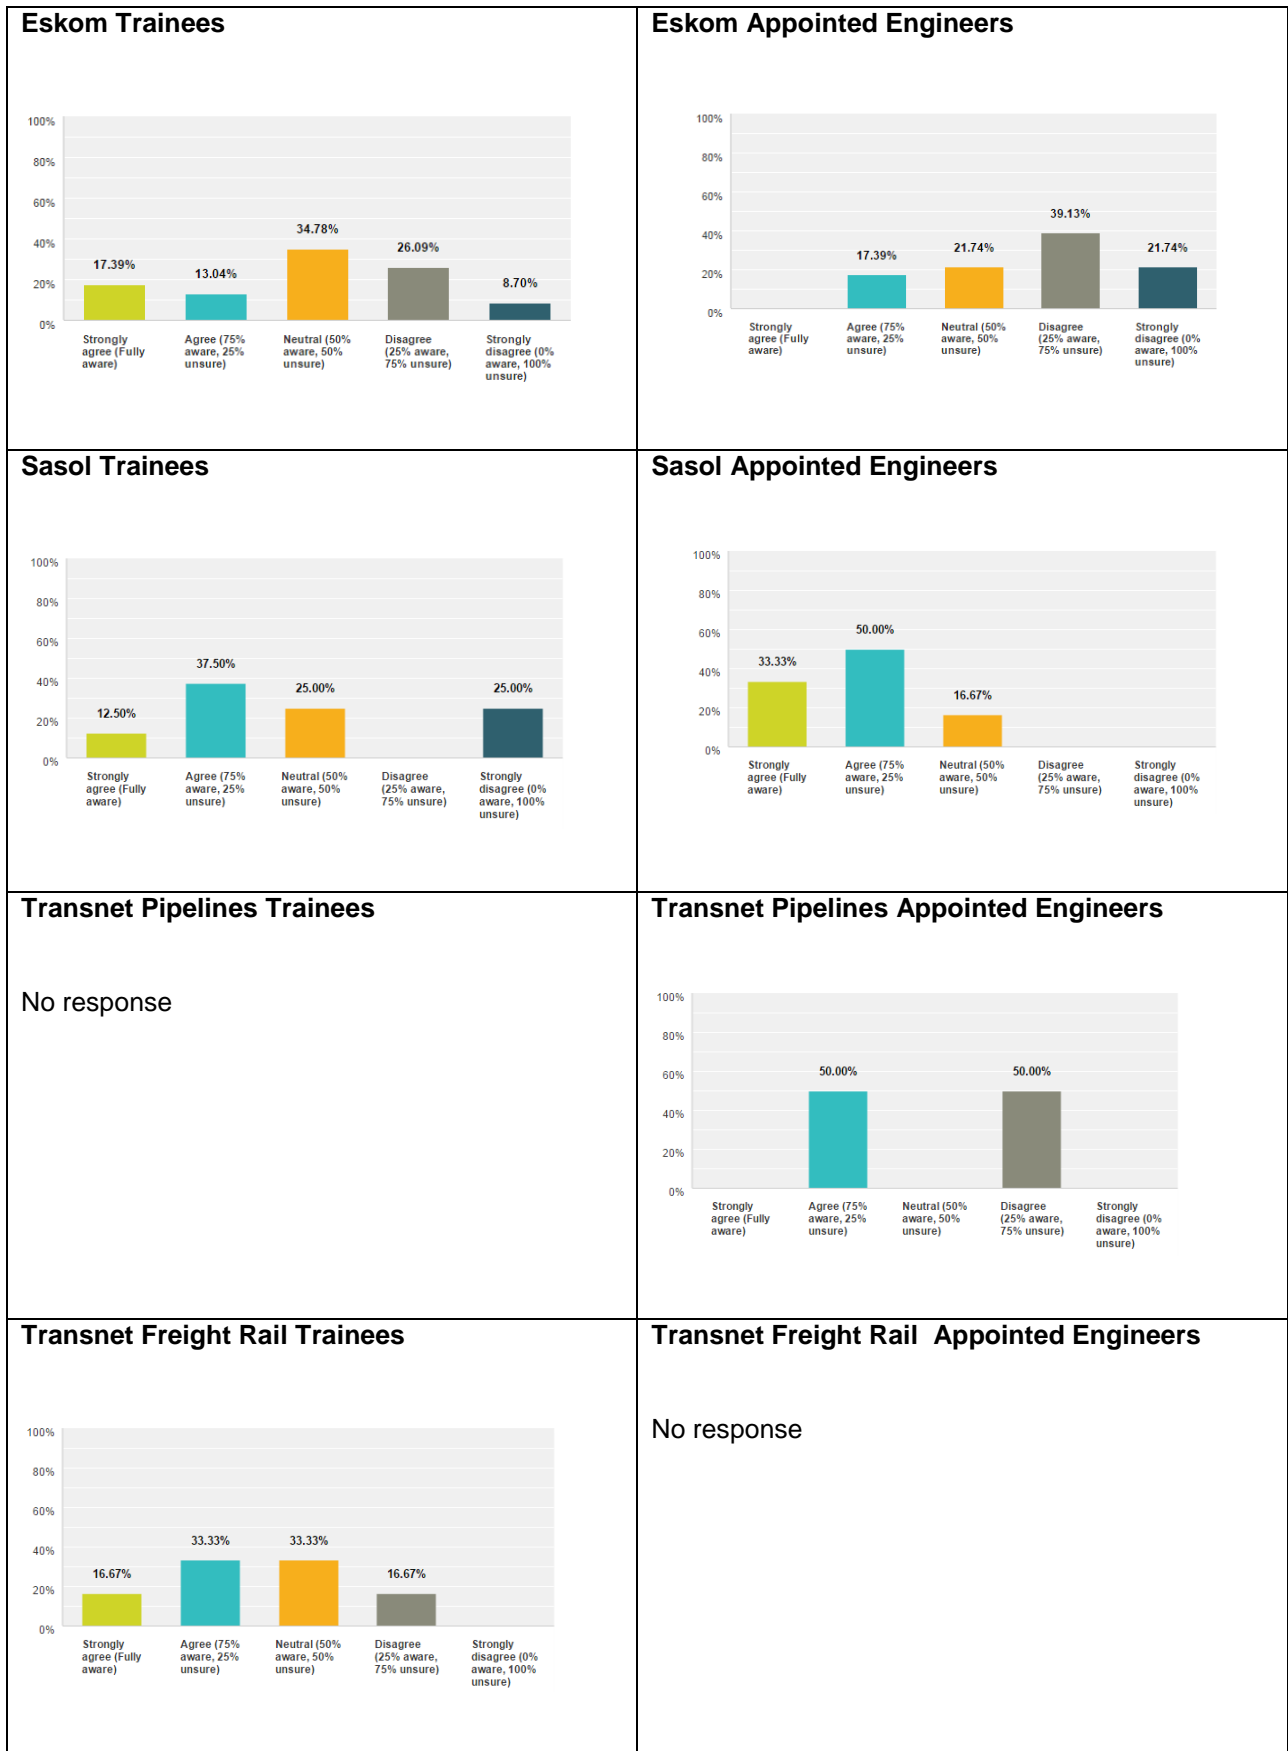 Eskom Trainees
100%
80%
60%
40%
20%
0%
17.39%
13.04%
34.78%
26.09%
8.70%
Strongly
agree (Fully
aware)
Agree (75%
aware, 25%
unsure)
Neutral (50%
aware, 50%
unsure)
Disagree
(25% aware,
75% unsure)
Strongly
disagree (0%
aware, 100%
unsure)
Eskom Appointed Engineers
100%
80%
60%
40%
20%
0%
17.39%
21.74%
39.13%
21.74%
Strongly
agree (Fully
aware)
Agree (75%
aware, 25%
unsure)
Neutral (50%
aware, 50%
unsure)
Disagree
(25% aware,
75% unsure)
Strongly
disagree (0%
aware, 100%
unsure)
Sasol Trainees
100%
80%
60%
40%
20%
0%
12.50%
37.50%
25.00%
25.00%
Strongly
agree (Fully
aware)
Agree (75%
aware, 25%
unsure)
Neutral (50%
aware, 50%
unsure)
Disagree
(25% aware,
75% unsure)
Strongly
disagree (0%
aware, 100%
unsure)
Sasol Appointed Engineers
100%
80%
60%
40%
20%
0%
33.33%
50.00%
16.67%
Strongly
agree (Fully
aware)
Agree (75%
aware, 25%
unsure)
Neutral (50%
aware, 50%
unsure)
Disagree
(25% aware,
75% unsure)
Strongly
disagree (0%
aware, 100%
unsure)
Transnet Pipelines Trainees
No response
Transnet Pipelines Appointed Engineers
100%
80%
60%
40%
20%
0%
50.00%
50.00%
Strongly
agree (Fully
aware)
Agree (75%
aware, 25%
unsure)
Neutral (50%
aware, 50%
unsure)
Disagree
(25% aware,
75% unsure)
Strongly
disagree (0%
aware, 100%
unsure)
Transnet Freight Rail Trainees
100%
80%
60%
40%
20%
0%
16.67%
33.33%
33.33%
16.67%
Strongly
agree (Fully
aware)
Agree (75%
aware, 25%
unsure)
Neutral (50%
aware, 50%
unsure)
Disagree
(25% aware,
75% unsure)
Strongly
disagree (0%
aware, 100%
unsure)
Transnet Freight Rail  Appointed Engineers
No response